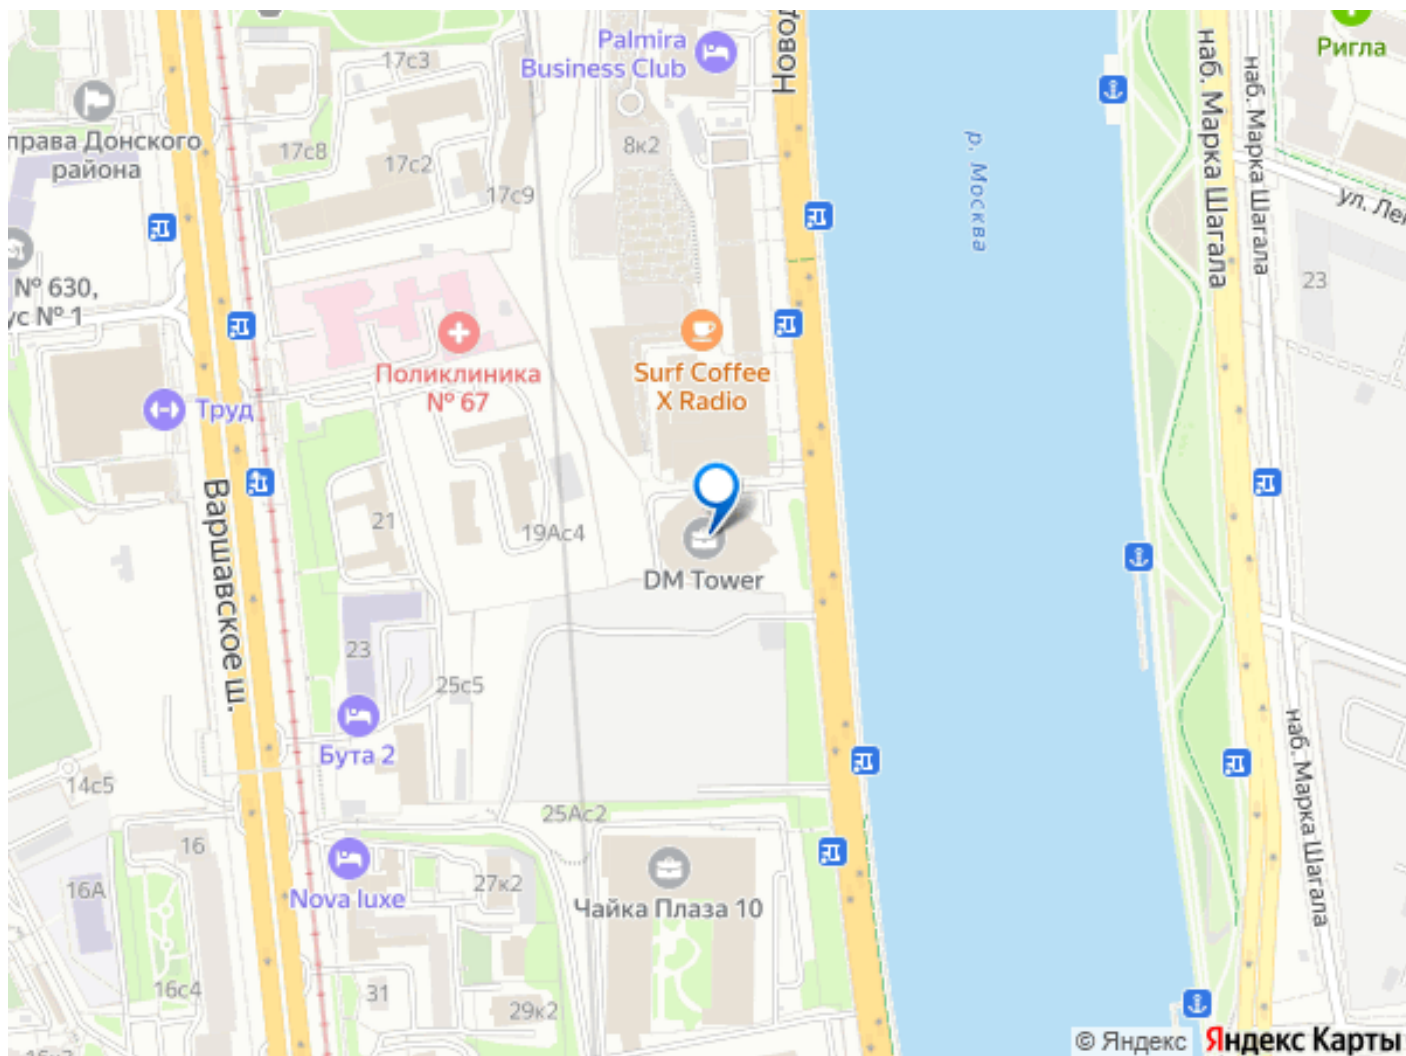 17с3
Palmira
Business Club
Новод
наб. Марка Шагала
наб. Марка Шагала
Ригла
права Донского
района
17с8
17с2
8к2
р. Москва
17с9
ул. Лен
№ 630,
ус № 1
23
Поликлиника
№ 67
Surf Coffee
X Radio
Труд
Варшавское ш.
21
19Ас4
DM Tower
23
25с5
Бута 2
14с5
25Ас2
наб. Марка Шагала
16
16А
27к2
Nova luxe
Чайка Плаза 10
16с4
31
29к2
© Яндекс Яндекс Карты